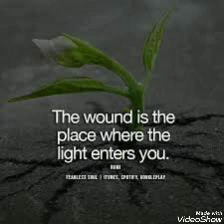 The wound is the
place where the
light enters you.
RUMI
FEARLESS SOUL | ITUNES, SPOTIFY, GOOGLEPLAY
Made with
VideoShow